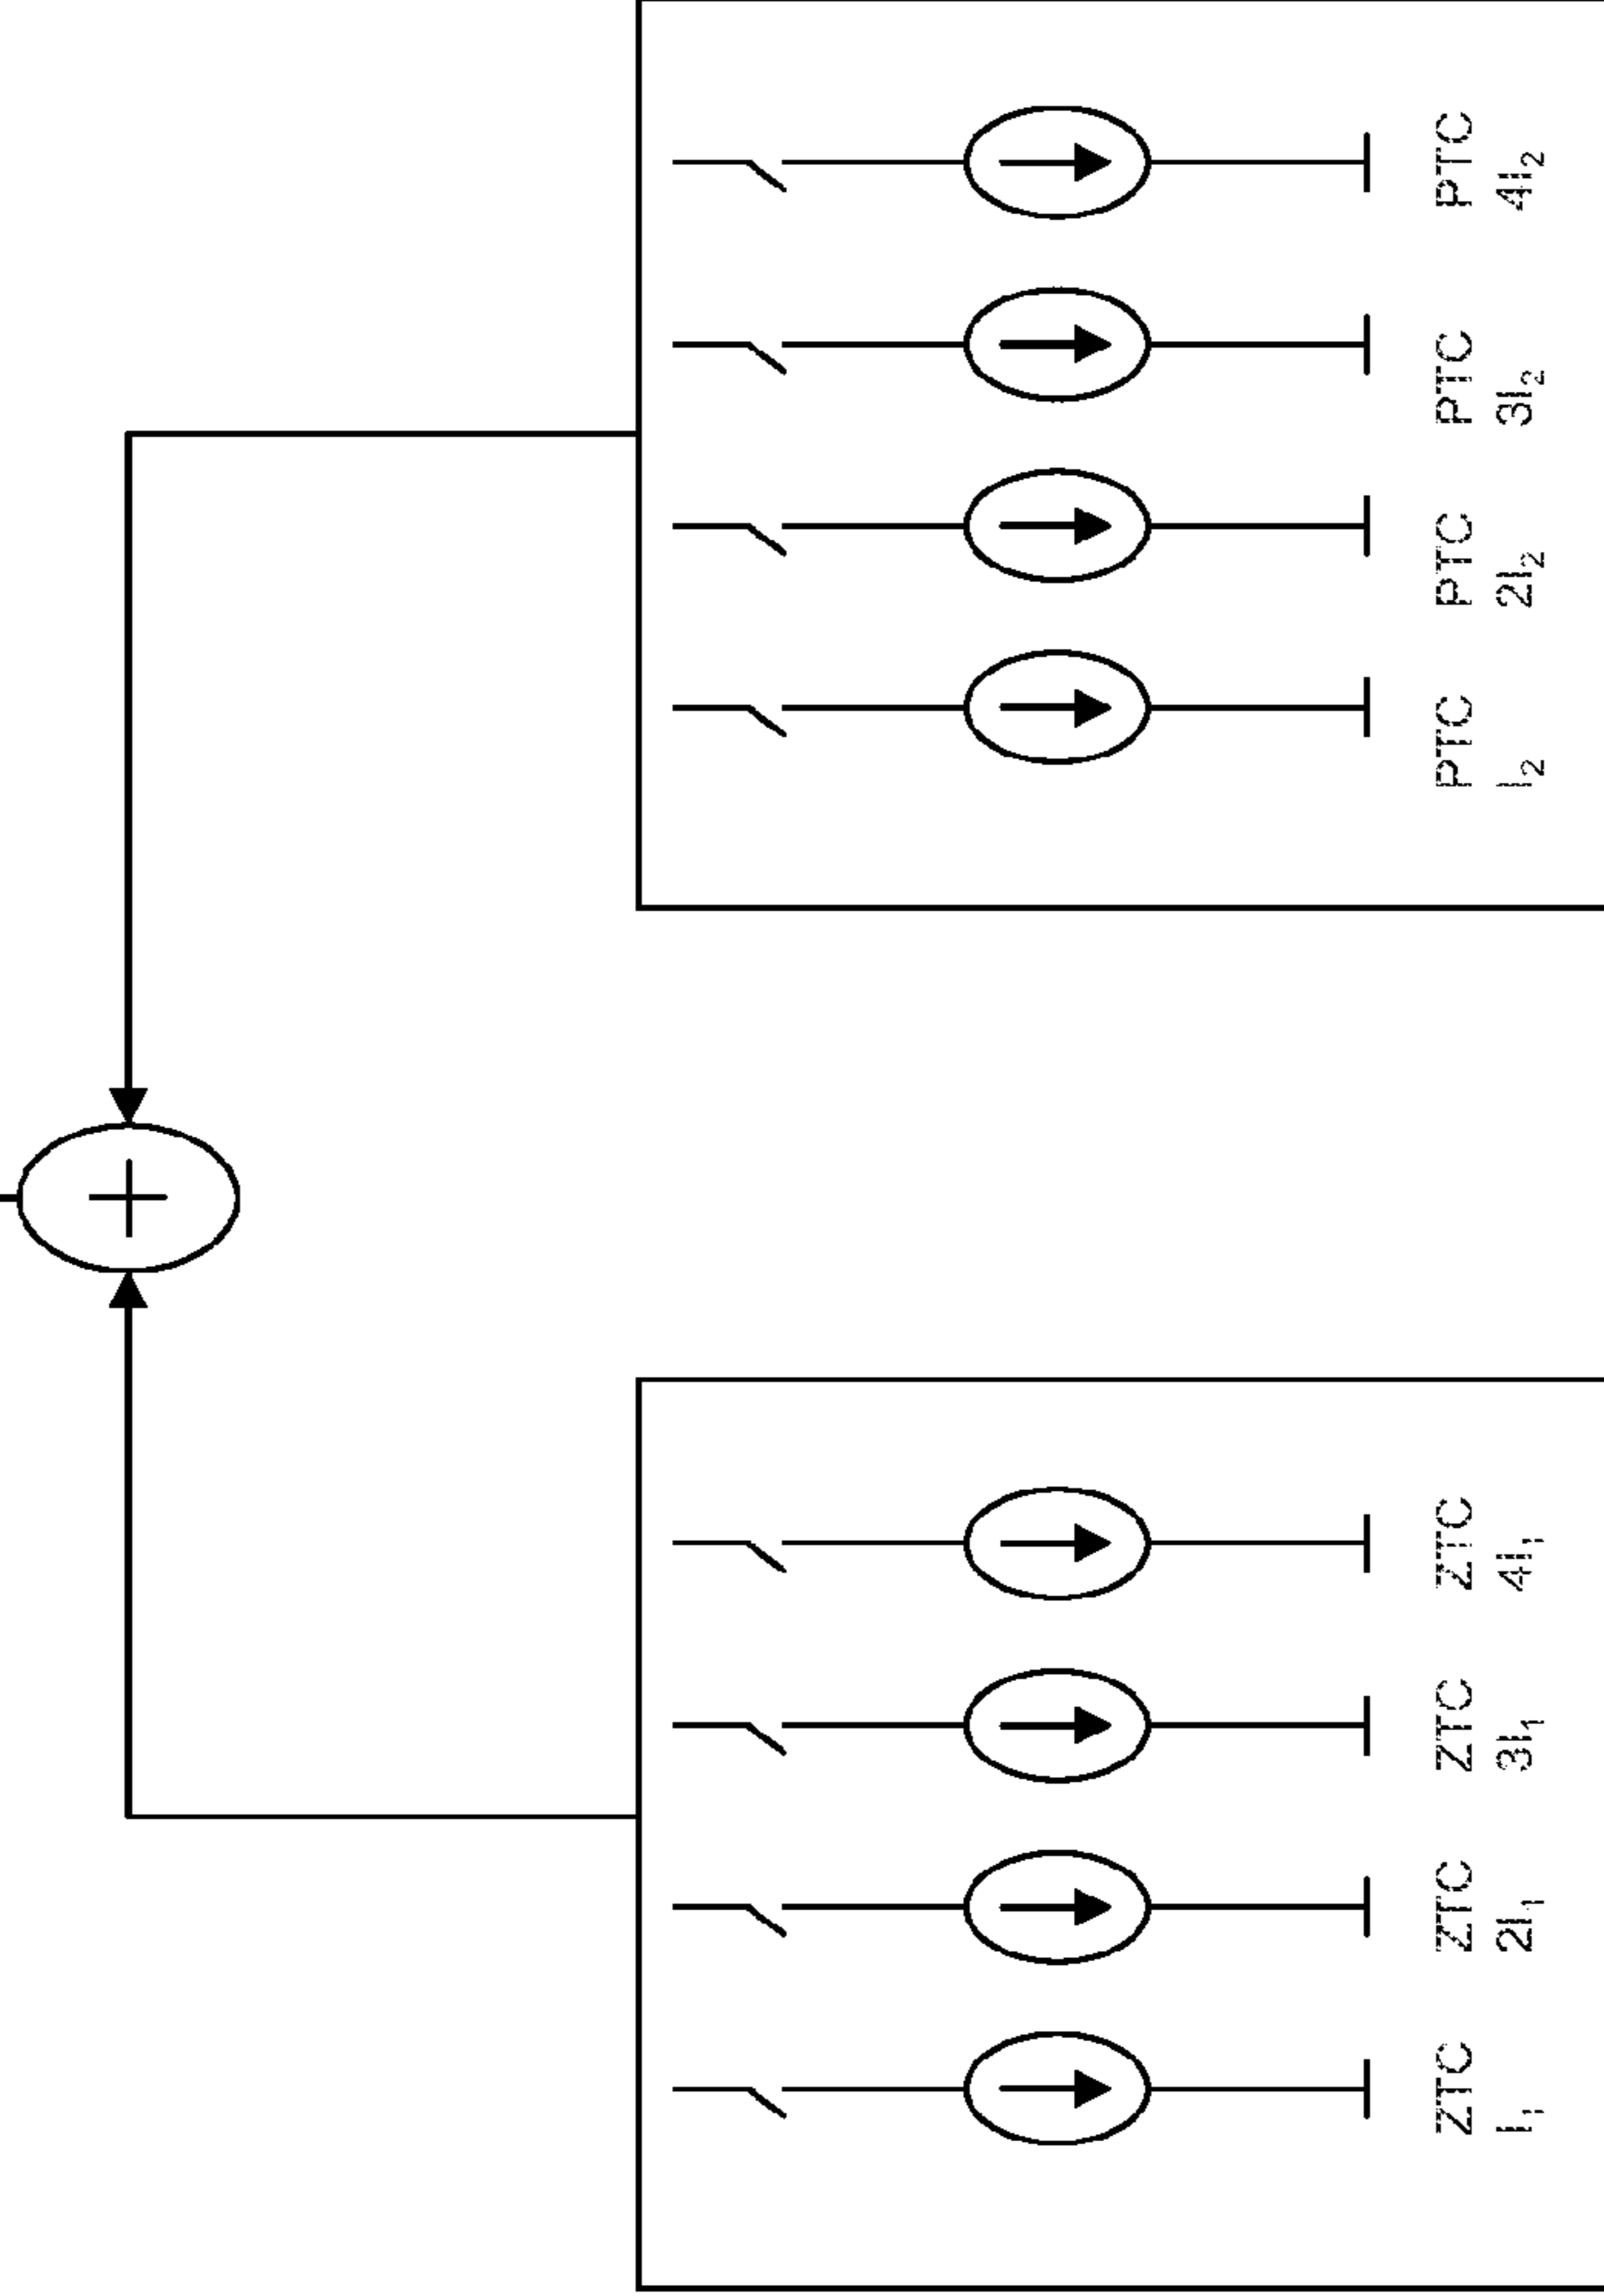 ZTC
I₁
ZTC
2I₁
ZTC
3I₁
ZTC
4I₁
PTC
I₂
PTC
2I₂
PTC
3I₂
PTC
4I₂